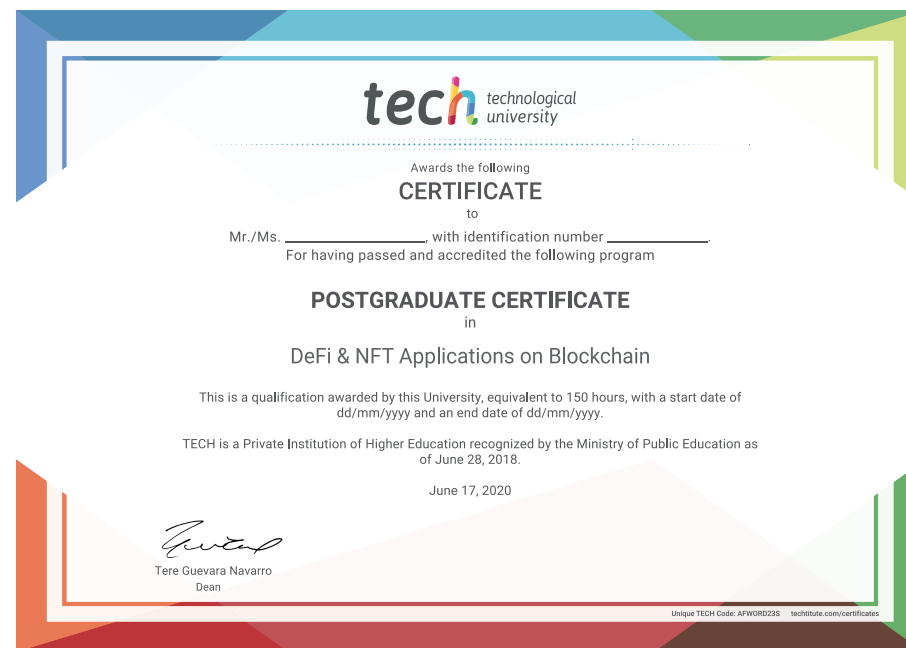 tech technological
university
Awards the following
CERTIFICATE
to
Mr./Ms. ____________________, with identification number ____________________.
For having passed and accredited the following program
POSTGRADUATE CERTIFICATE
in
DeFi & NFT Applications on Blockchain
This is a qualification awarded by this University, equivalent to 150 hours, with a start date of
dd/mm/yyyy and an end date of dd/mm/yyyy.
TECH is a Private Institution of Higher Education recognized by the Ministry of Public Education as
of June 28, 2018.
June 17, 2020
Tere Guevara Navarro
Dean
Unique TECH Code: AFWORD23S techtitute.com/certificates